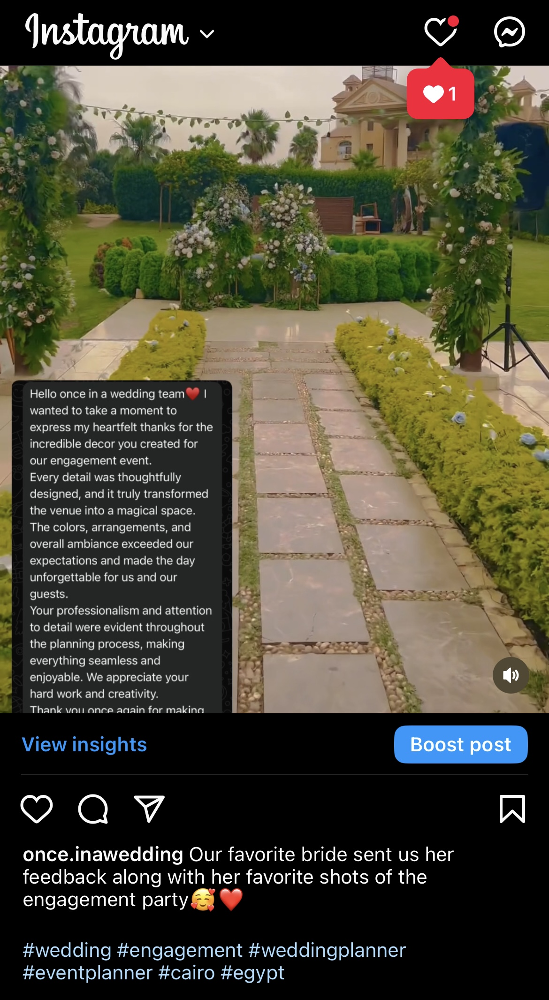 Instagram
1
Hello once in a wedding team❤️ I
wanted to take a moment to
express my heartfelt thanks for the
incredible decor you created for
our engagement event.
Every detail was thoughtfully
designed, and it truly transformed
the venue into a magical space.
The colors, arrangements, and
overall ambiance exceeded our
expectations and made the day
unforgettable for us and our
guests.
Your professionalism and attention
to detail were evident throughout
the planning process, making
everything seamless and
enjoyable. We appreciate your
hard work and creativity.
Thank you once again for making
View insights
Boost post
once.inawedding Our favorite bride sent us her
feedback along with her favorite shots of the
engagement party🥰❤️
#wedding #engagement #weddingplanner
#eventplanner #cairo #egypt